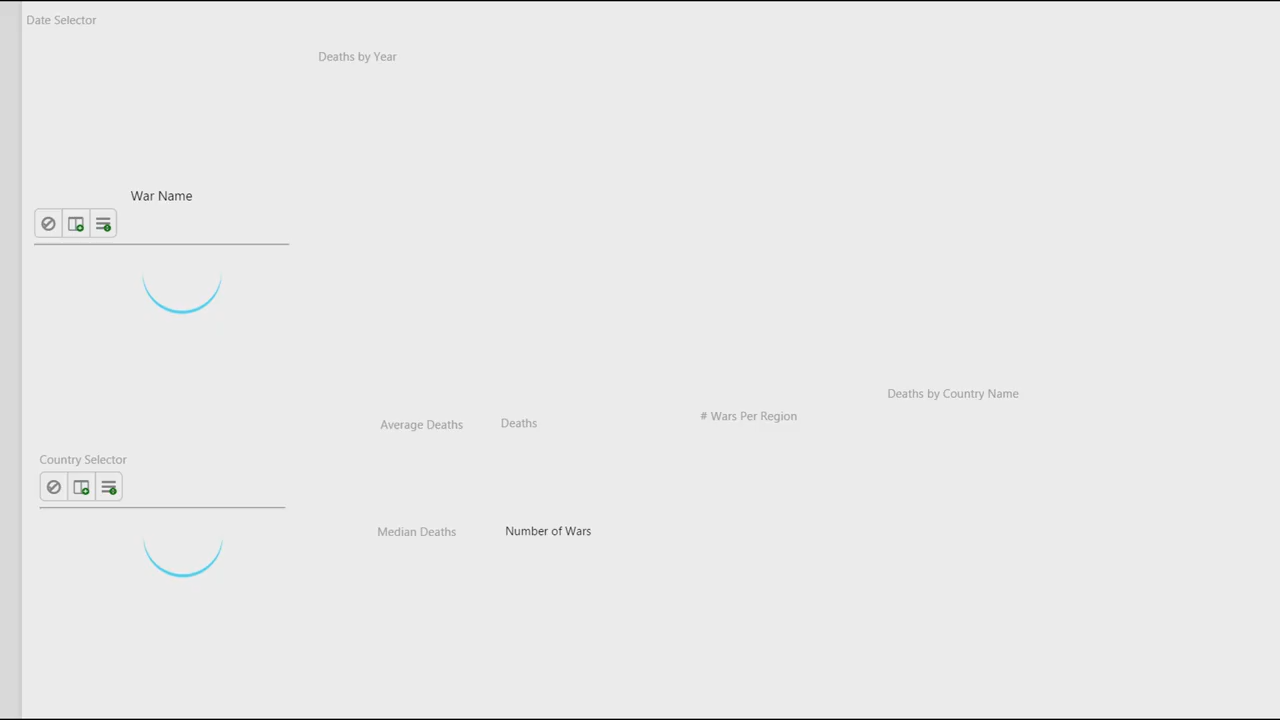 Date Selector
Deaths by Year
War Name
Deaths by Country Name
# Wars Per Region
Average Deaths
Deaths
Country Selector
Median Deaths
Number of Wars